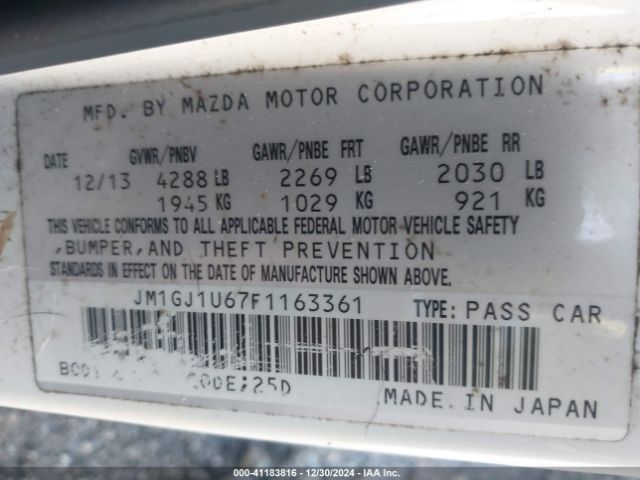 MFD. BY MAZDA MOTOR CORPORATION
DATE GVWR/PNBV GAWR/PNBE FRT GAWR/PNBE RR
12/13 4288 LB 2269 LB 2030 LB
1945 KG 1029 KG 921 KG
THIS VEHICLE CONFORMS TO ALL APPLICABLE FEDERAL MOTOR VEHICLE SAFETY
,BUMPER,AND THEFT PREVENTION
STANDARDS IN EFFECT ON THE DATE OF MANUFACTURE SHOWN ABOVE.
JM1GJ1U67F1163361 TYPE: PASS CAR
:25D
MADE IN JAPAN
000-41183816 - 12/30/2024 - IAA Inc.